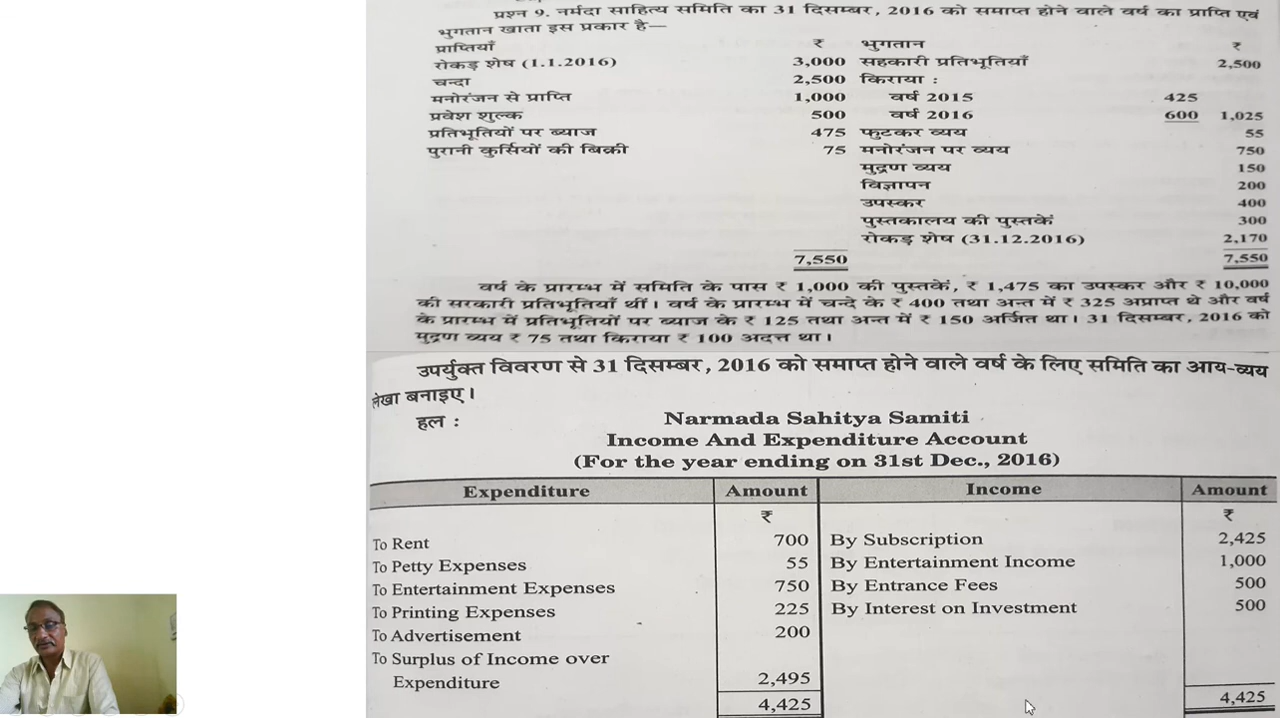 प्रश्न 9. नर्मदा साहित्य समिति का 31 दिसम्बर, 2016 को समाप्त होने वाले वर्ष का प्राप्ति एवं
भुगतान खाता इस प्रकार है—
प्राप्तियाँ ₹ भुगतान ₹
रोकड़ शेष (1.1.2016) 3,000 सहकारी प्रतिभूतियाँ 2,500
चन्दा 2,500 किराया :
मनोरंजन से प्राप्ति 1,000 वर्ष 2015 425
प्रवेश शुल्क 500 वर्ष 2016 600 1,025
प्रतिभूतियों पर ब्याज 475 फुटकर व्यय 55
पुरानी कुर्सियों की बिक्री 75 मनोरंजन पर व्यय 750
मुद्रण व्यय 150
विज्ञापन 200
उपस्कर 400
पुस्तकालय की पुस्तकें 300
रोकड़ शेष (31.12.2016) 2,170
7,550 7,550
वर्ष के प्रारम्भ में समिति के पास ₹ 1,000 की पुस्तकें, ₹ 1,475 का उपस्कर और ₹ 10,000
की सरकारी प्रतिभूतियाँ थीं। वर्ष के प्रारम्भ में चन्दे के ₹ 400 तथा अन्त में ₹ 325 अप्राप्त थे और वर्ष
के प्रारम्भ में प्रतिभूतियों पर ब्याज के ₹ 125 तथा अन्त में ₹ 150 अर्जित था। 31 दिसम्बर, 2016 को
मुद्रण व्यय ₹ 75 तथा किराया ₹ 100 अदत्त था।
उपर्युक्त विवरण से 31 दिसम्बर, 2016 को समाप्त होने वाले वर्ष के लिए समिति का आय-व्यय
लेखा बनाइए।
हल :
Narmada Sahitya Samiti
Income And Expenditure Account
(For the year ending on 31st Dec., 2016)
Expenditure Amount Income Amount
₹ ₹
To Rent 700 By Subscription 2,425
To Petty Expenses 55 By Entertainment Income 1,000
To Entertainment Expenses 750 By Entrance Fees 500
To Printing Expenses 225 By Interest on Investment 500
To Advertisement 200
To Surplus of Income over
Expenditure 2,495
4,425 4,425